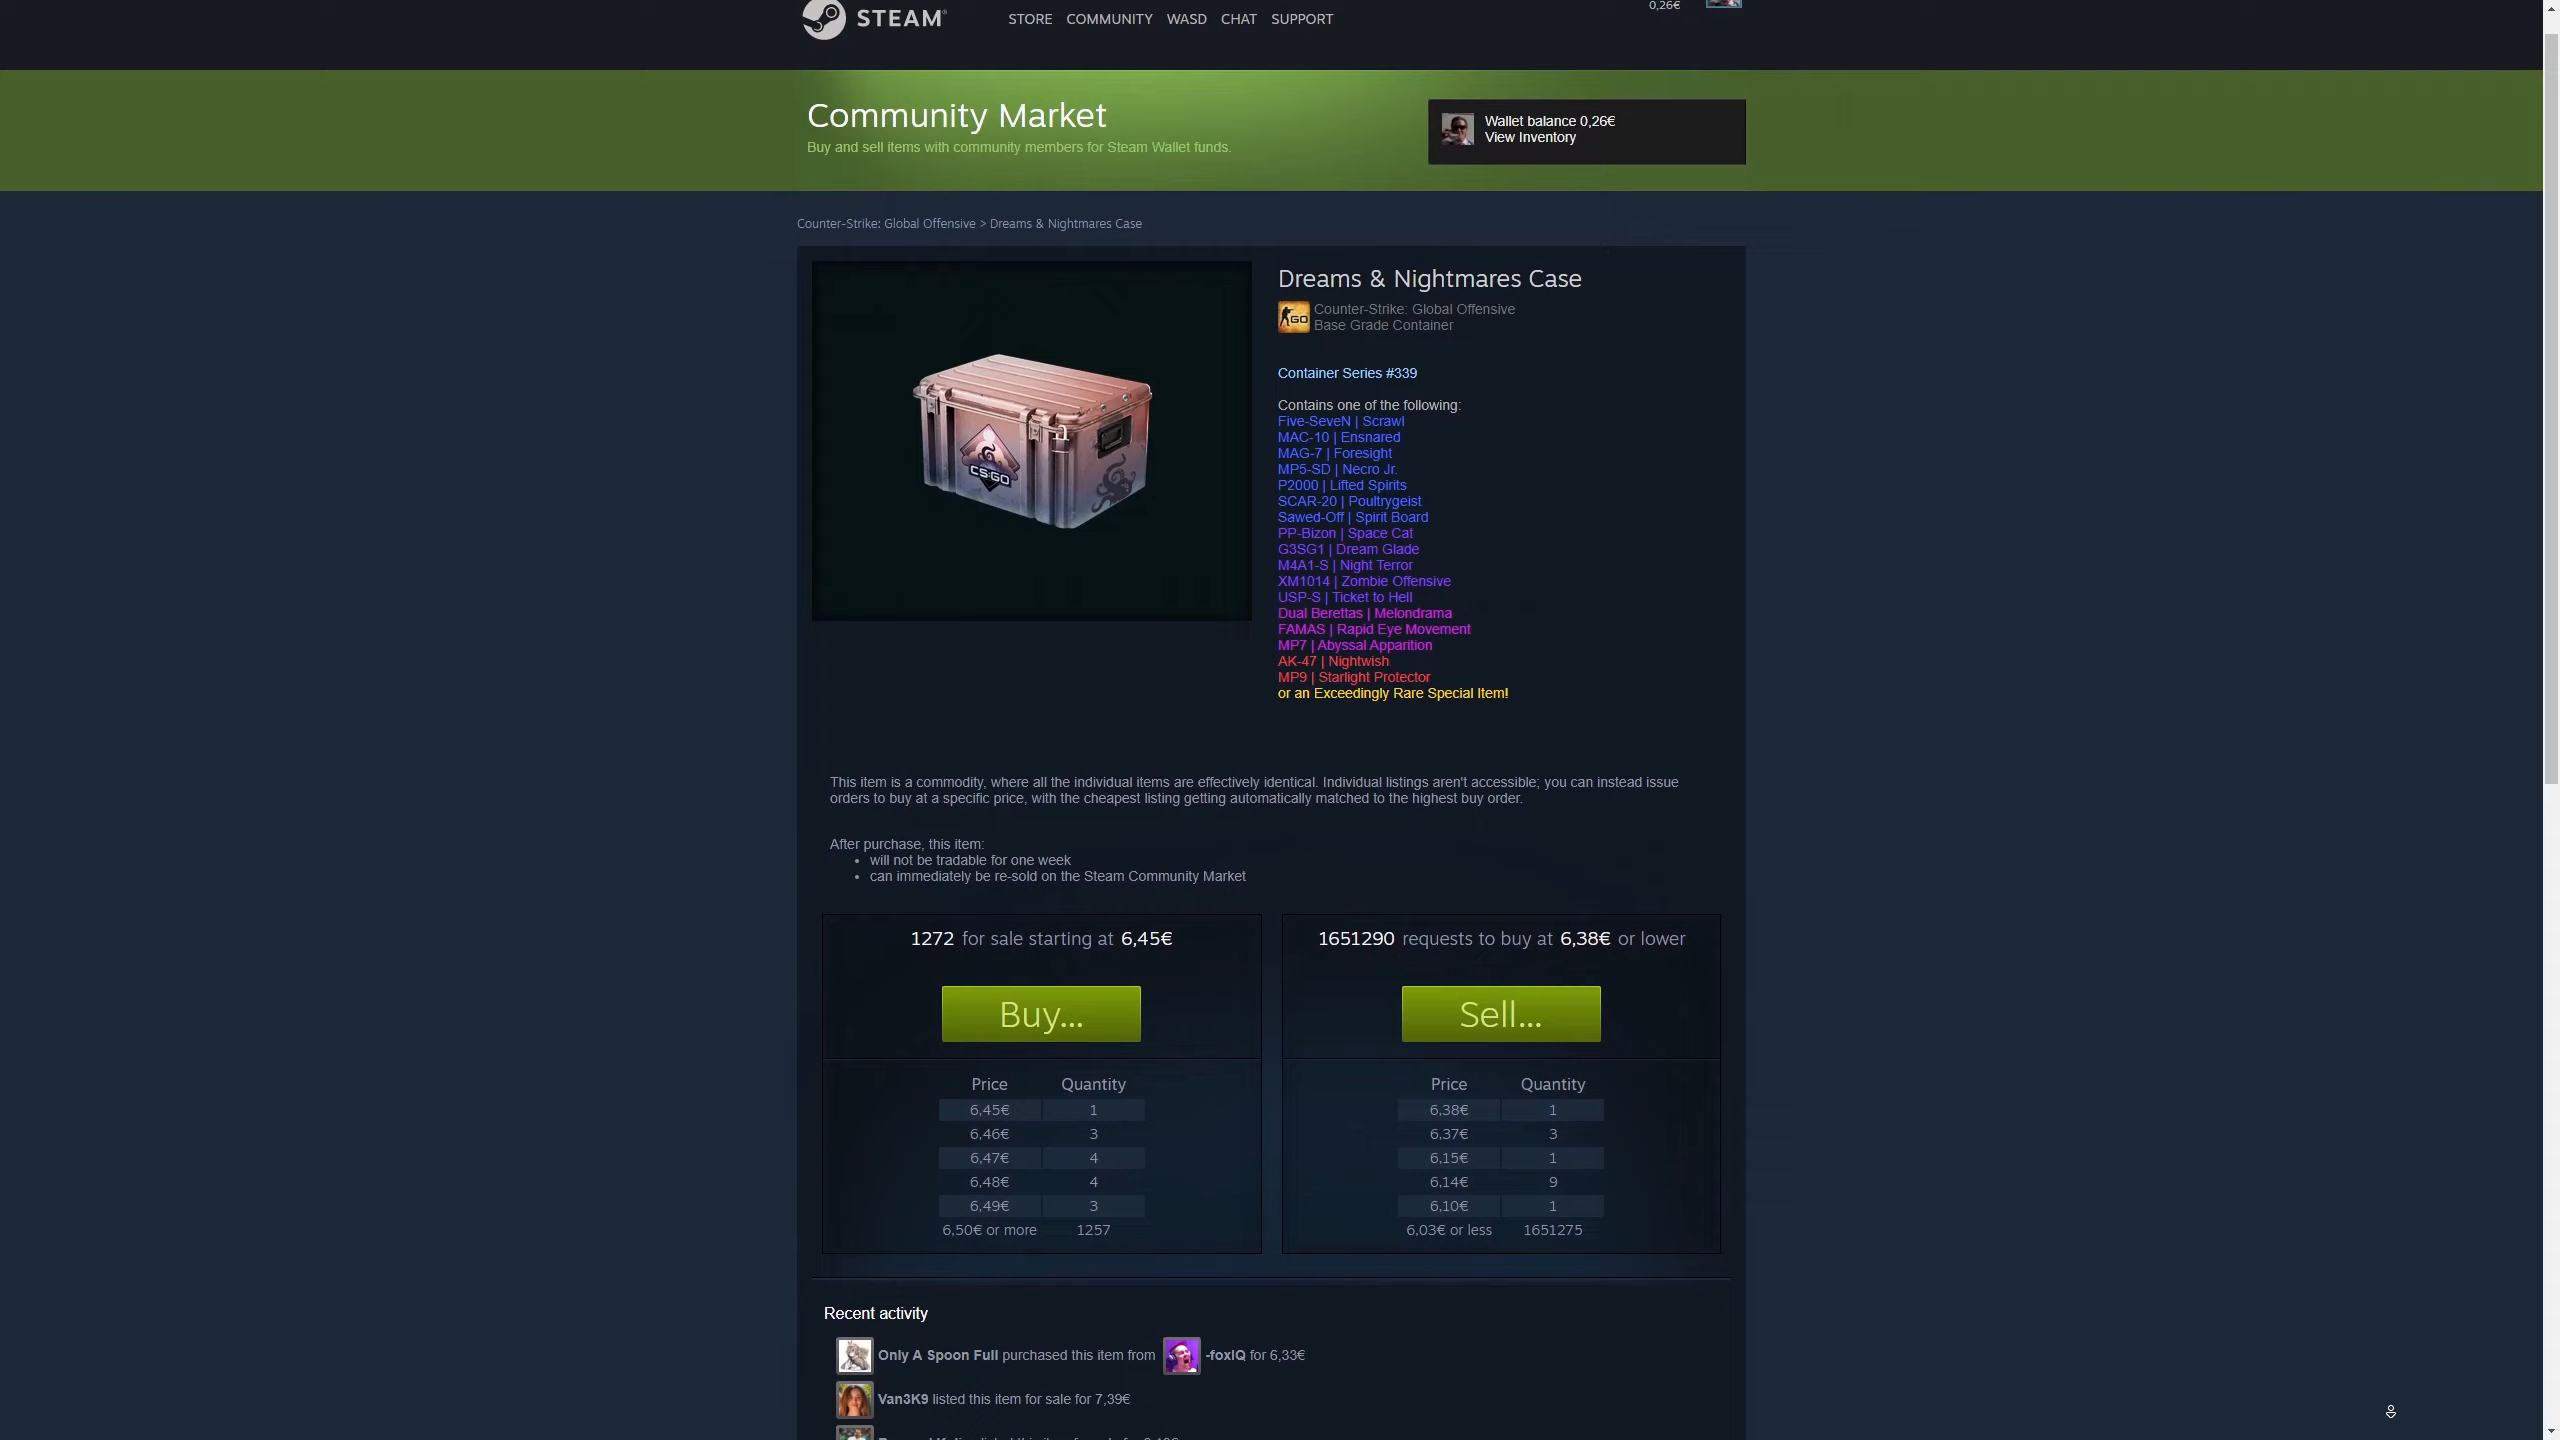 0,26€
STEAM
STORE COMMUNITY WASD CHAT SUPPORT
Community Market
Buy and sell items with community members for Steam Wallet funds.
Wallet balance 0,26€
View Inventory
Counter-Strike: Global Offensive > Dreams & Nightmares Case
CS:GO
Dreams & Nightmares Case
GO
Counter-Strike: Global Offensive
Base Grade Container
Container Series #339
Contains one of the following:
Five-SeveN | Scrawl
MAC-10 | Ensnared
MAG-7 | Foresight
MP5-SD | Necro Jr.
P2000 | Lifted Spirits
SCAR-20 | Poultrygeist
Sawed-Off | Spirit Board
PP-Bizon | Space Cat
G3SG1 | Dream Glade
M4A1-S | Night Terror
XM1014 | Zombie Offensive
USP-S | Ticket to Hell
Dual Berettas | Melondrama
FAMAS | Rapid Eye Movement
MP7 | Abyssal Apparition
AK-47 | Nightwish
MP9 | Starlight Protector
or an Exceedingly Rare Special Item!
This item is a commodity, where all the individual items are effectively identical. Individual listings aren't accessible; you can instead issue
orders to buy at a specific price, with the cheapest listing getting automatically matched to the highest buy order.
After purchase, this item:
• will not be tradable for one week
• can immediately be re-sold on the Steam Community Market
1272 for sale starting at 6,45€
Buy...
Price Quantity
6,45€ 1
6,46€ 3
6,47€ 4
6,48€ 4
6,49€ 3
6,50€ or more 1257
1651290 requests to buy at 6,38€ or lower
Sell...
Price Quantity
6,38€ 1
6,37€ 3
6,15€ 1
6,14€ 9
6,10€ 1
6,03€ or less 1651275
Recent activity
Only A Spoon Full purchased this item from -foxIQ for 6,33€
Van3K9 listed this item for sale for 7,39€